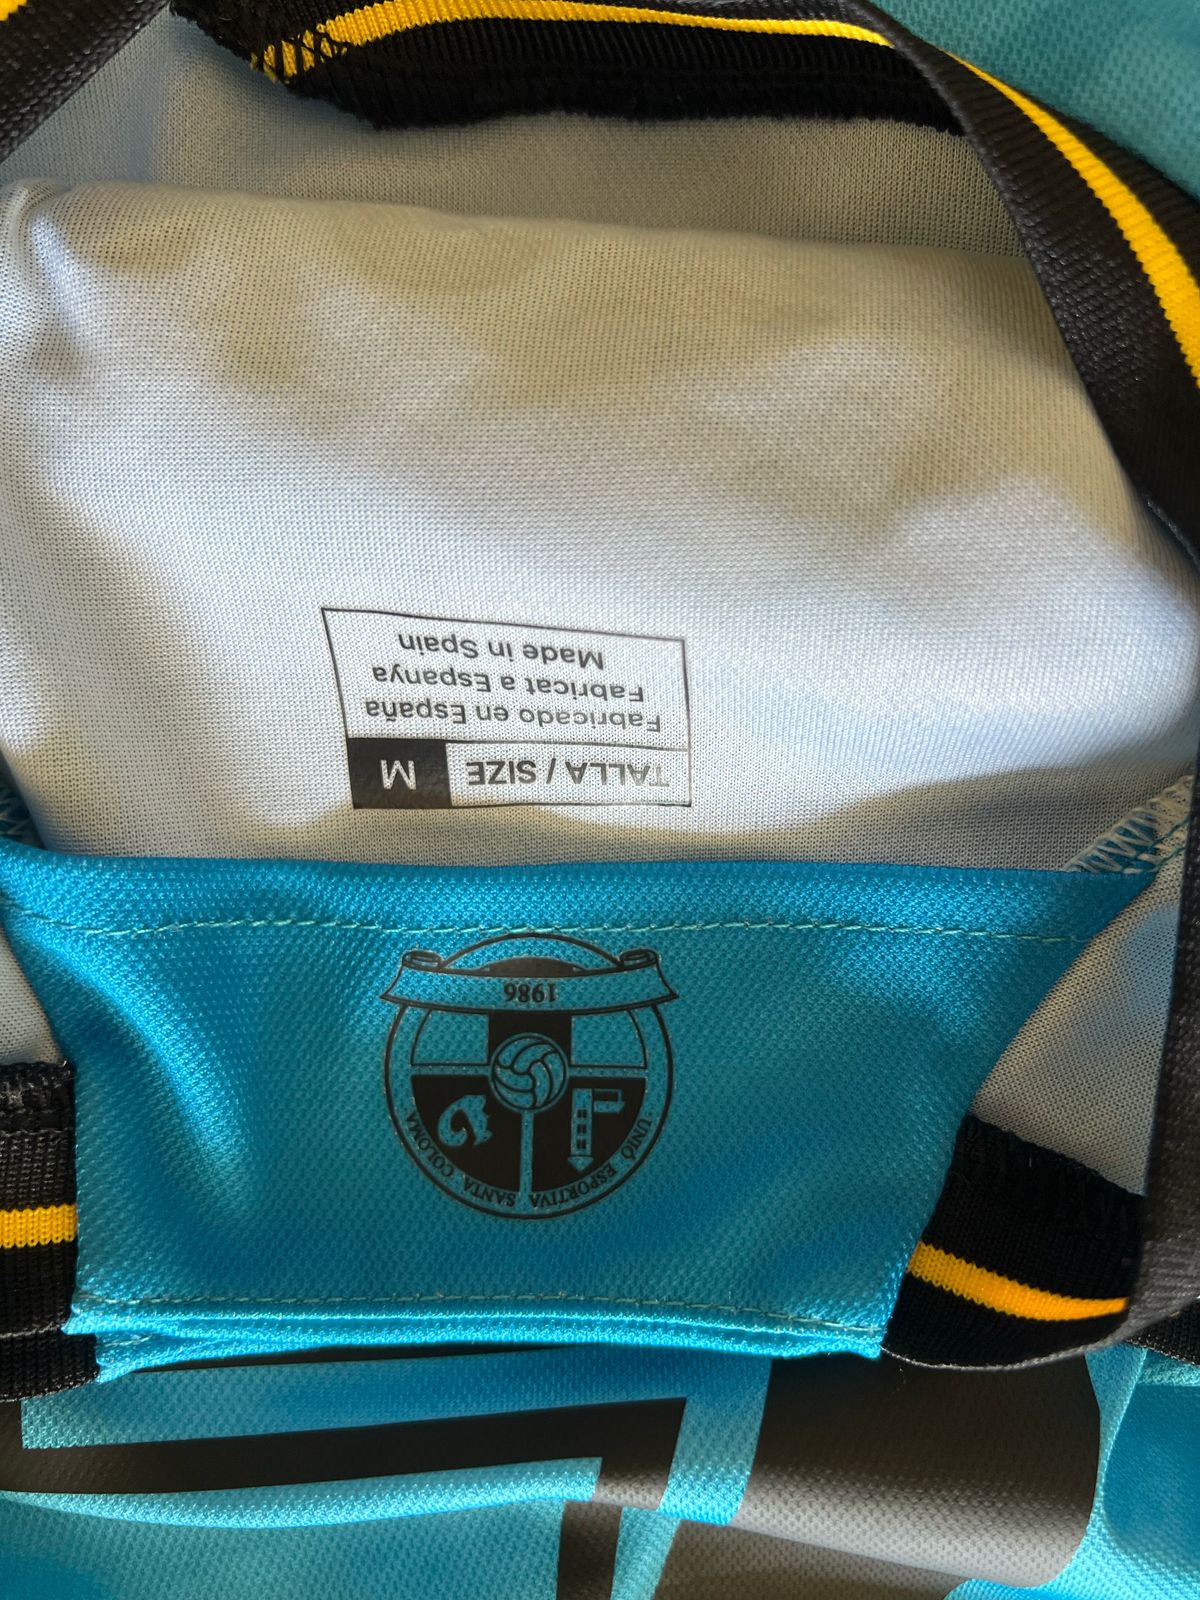 TALLA / SIZE M
Fabricado en España
Fabricat a Espanya
Made in Spain
1986
· UNIÓ ESPORTIVA SANTA COLOMA ·